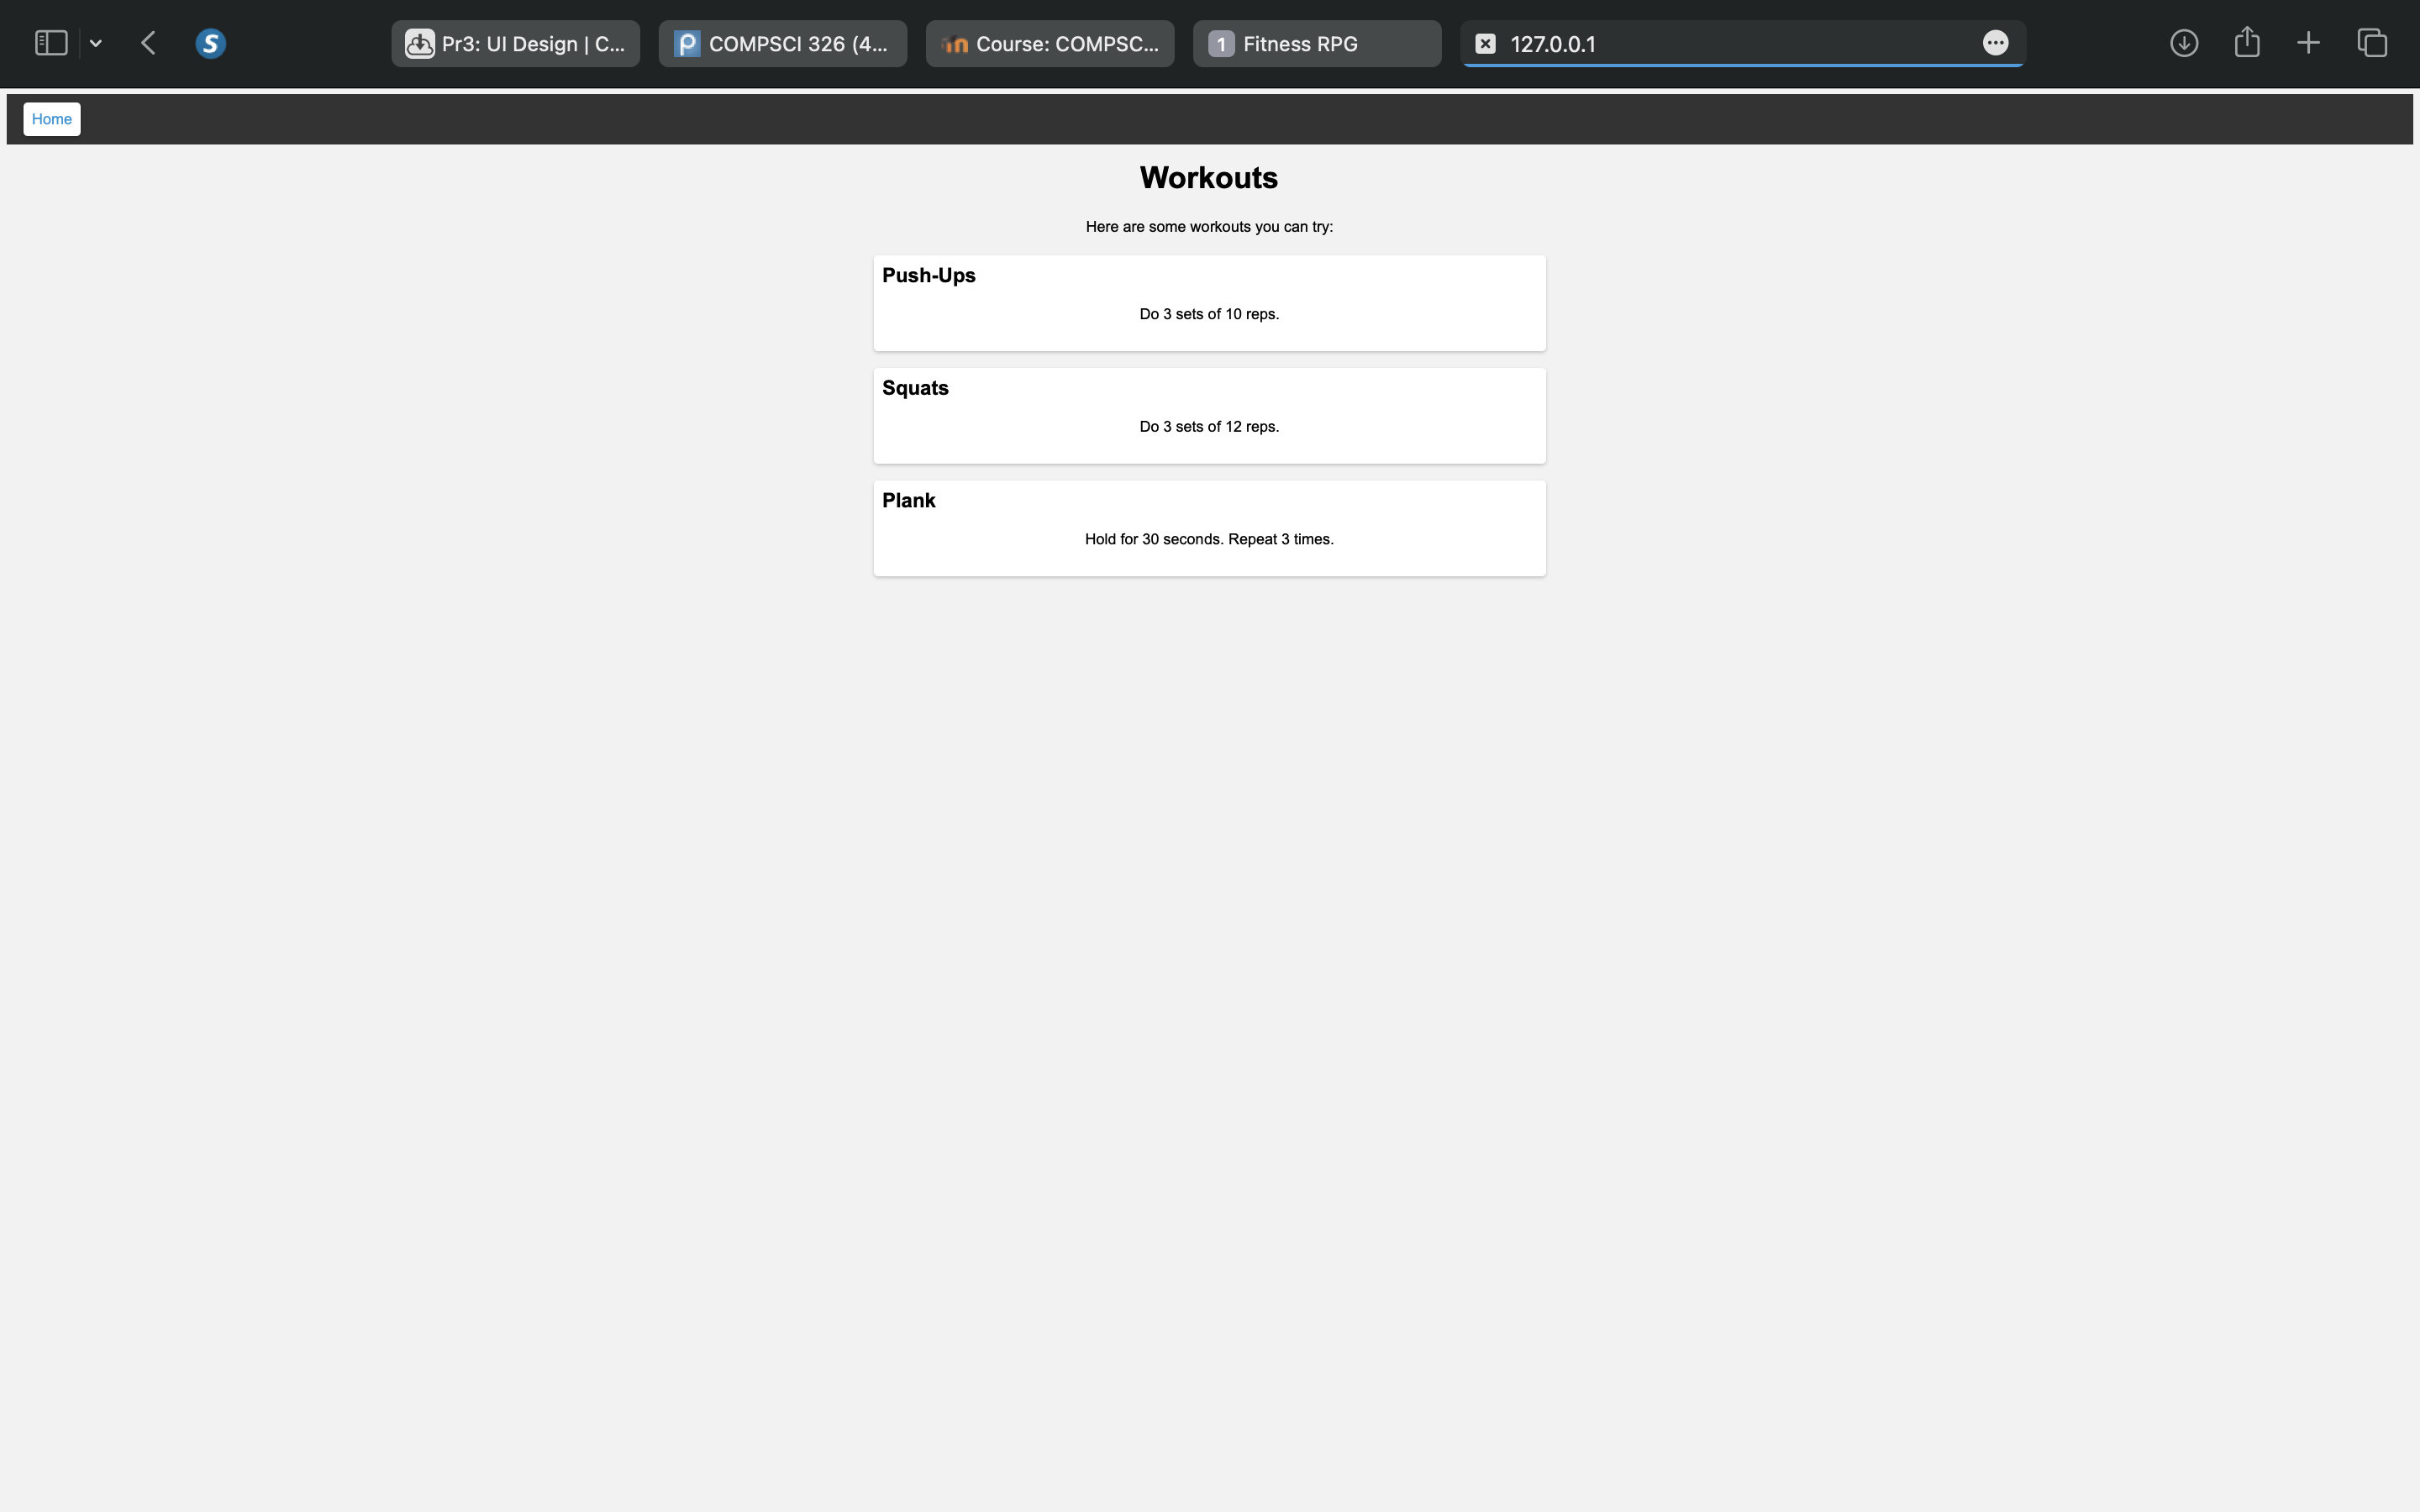 S
Pr3: UI Design | C...
COMPSCI 326 (4...
Course: COMPSC...
1 Fitness RPG
127.0.0.1
Home
Workouts
Here are some workouts you can try:
Push-Ups
Do 3 sets of 10 reps.
Squats
Do 3 sets of 12 reps.
Plank
Hold for 30 seconds. Repeat 3 times.